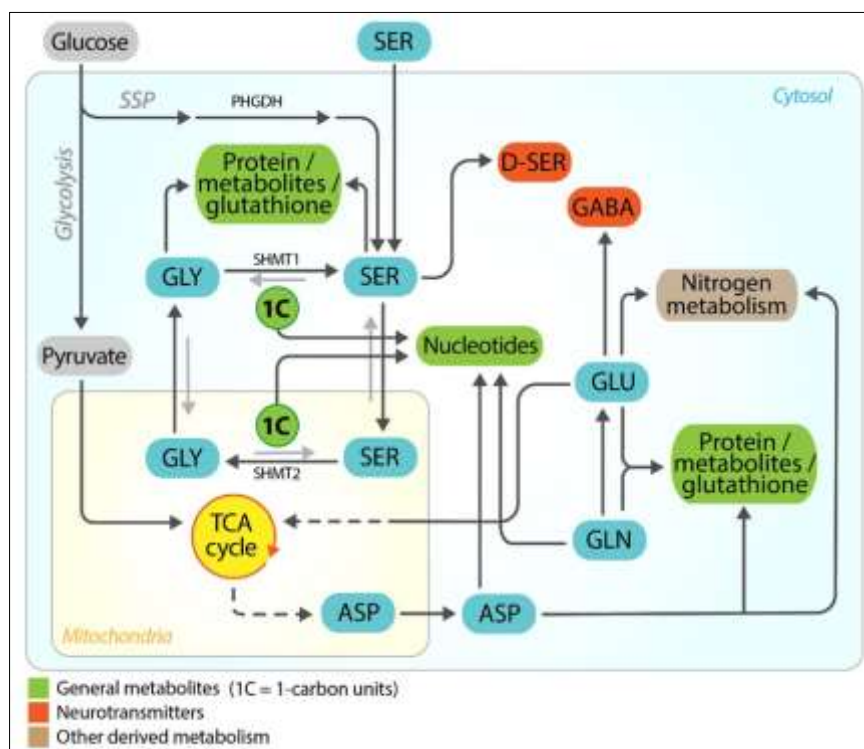 Glucose
SER
SSP
PHGDH
Cytosol
Glycolysis
Protein /
metabolites /
glutathione
D-SER
GABA
GLY
SHMT1
SER
Nitrogen
metabolism
1C
Pyruvate
Nucleotides
GLU
1C
GLY
SHMT2
SER
Protein /
metabolites /
glutathione
TCA
cycle
GLN
ASP
ASP
Mitochondria
General metabolites (1C = 1-carbon units)
Neurotransmitters
Other derived metabolism